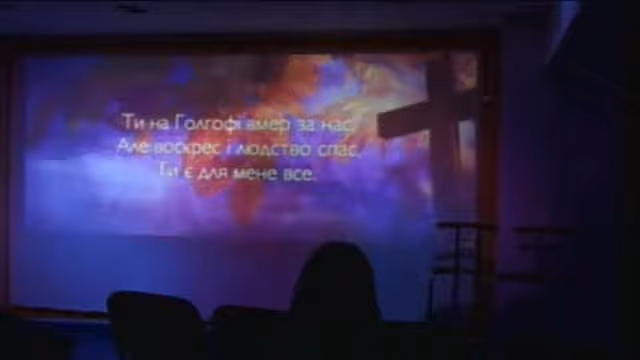 Ти на Голгофі вмер за нас,
Але воскрес і людство спас,
Ти є для мене все.